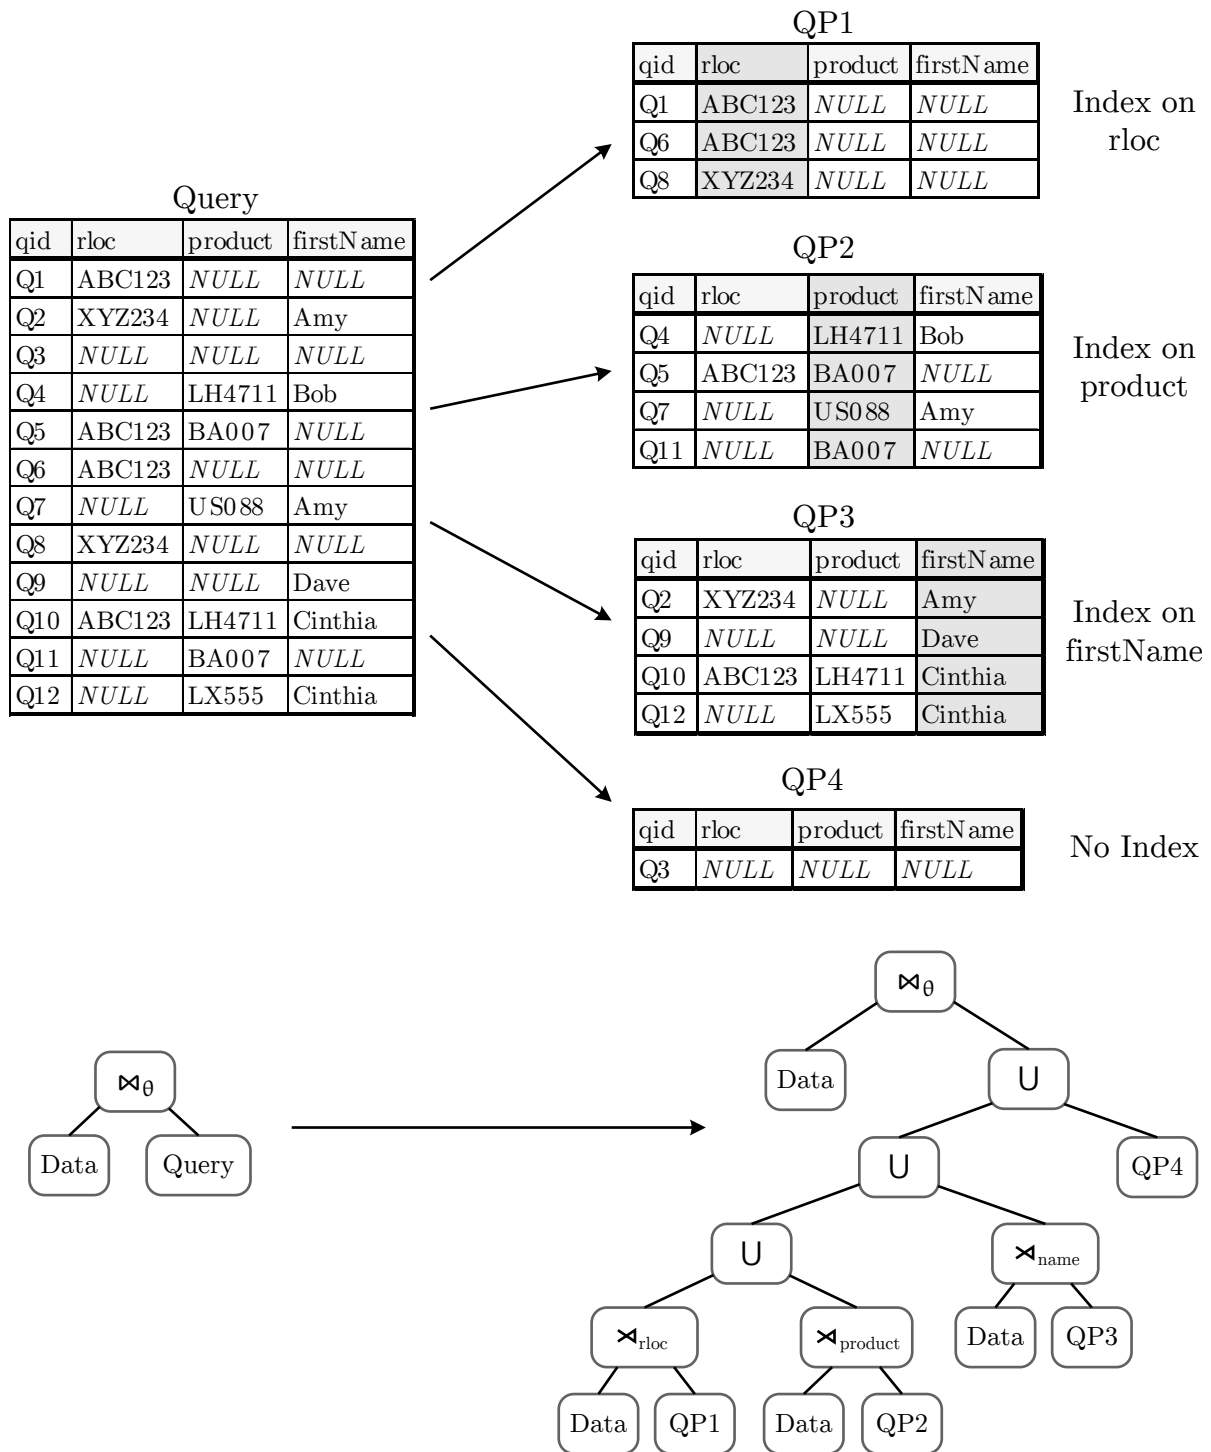 QP1
qid rloc product firstName
Q1 ABC123 NULL NULL
Q6 ABC123 NULL NULL
Q8 XYZ234 NULL NULL
Index on
rloc
Query
qid rloc product firstName
Q1 ABC123 NULL NULL
Q2 XYZ234 NULL Amy
Q3 NULL NULL NULL
Q4 NULL LH4711 Bob
Q5 ABC123 BA007 NULL
Q6 ABC123 NULL NULL
Q7 NULL US088 Amy
Q8 XYZ234 NULL NULL
Q9 NULL NULL Dave
Q10 ABC123 LH4711 Cinthia
Q11 NULL BA007 NULL
Q12 NULL LX555 Cinthia
QP2
qid rloc product firstName
Q4 NULL LH4711 Bob
Q5 ABC123 BA007 NULL
Q7 NULL US088 Amy
Q11 NULL BA007 NULL
Index on
product
QP3
qid rloc product firstName
Q2 XYZ234 NULL Amy
Q9 NULL NULL Dave
Q10 ABC123 LH4711 Cinthia
Q12 NULL LX555 Cinthia
Index on
firstName
QP4
qid rloc product firstName
Q3 NULL NULL NULL
No Index
⋈θ
Data Query
⋈θ
Data ∪
∪ QP4
∪ ⋊name
⋊rloc ⋊product Data QP3
Data QP1 Data QP2